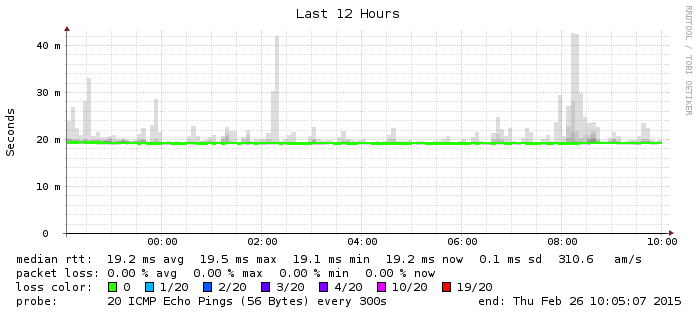 Last 12 Hours
RRDTOOL / TOBI OETIKER
Seconds
40 m
30 m
20 m
10 m
0
00:00 02:00 04:00 06:00 08:00 10:00
median rtt: 19.2 ms avg 19.5 ms max 19.1 ms min 19.2 ms now 0.1 ms sd 310.6 am/s
packet loss: 0.00 % avg 0.00 % max 0.00 % min 0.00 % now
loss color: 0 1/20 2/20 3/20 4/20 10/20 19/20
probe: 20 ICMP Echo Pings (56 Bytes) every 300s end: Thu Feb 26 10:05:07 2015